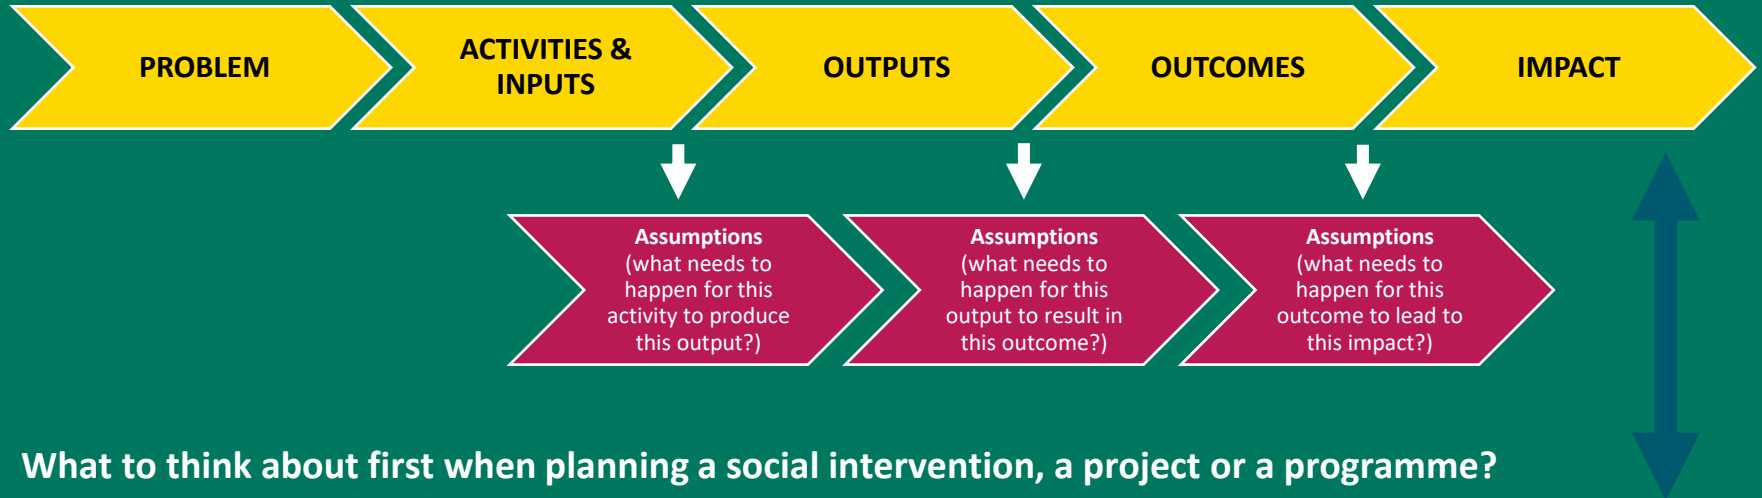 PROBLEM
ACTIVITIES &
INPUTS
OUTPUTS
OUTCOMES
IMPACT
Assumptions
(what needs to
happen for this
activity to produce
this output?)
Assumptions
(what needs to
happen for this
output to result in
this outcome?)
Assumptions
(what needs to
happen for this
outcome to lead to
this impact?)
What to think about first when planning a social intervention, a project or a programme?